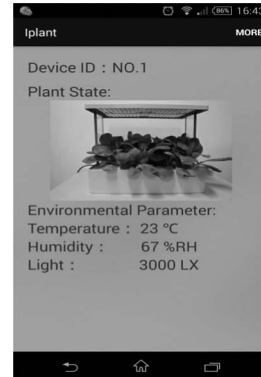 86% 16:43
Iplant MORE
Device ID : NO.1
Plant State:
Environmental Parameter:
Temperature : 23 °C
Humidity : 67 %RH
Light : 3000 LX